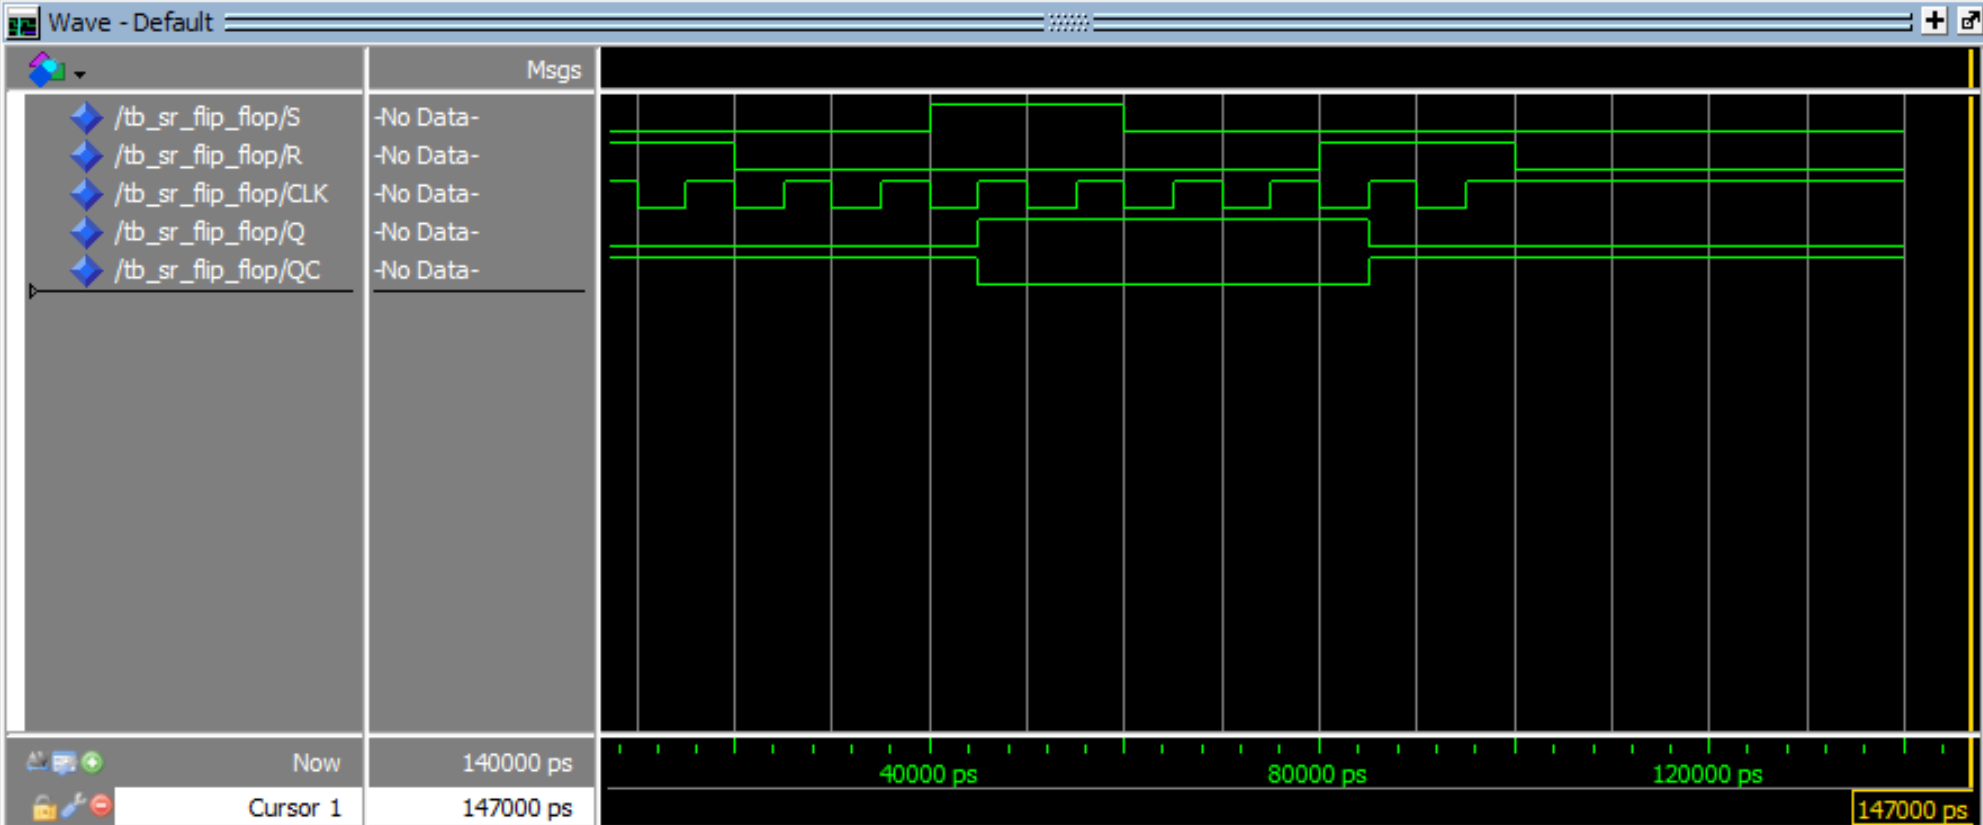 Wave - Default
Msgs
/tb_sr_flip_flop/S -No Data-
/tb_sr_flip_flop/R -No Data-
/tb_sr_flip_flop/CLK -No Data-
/tb_sr_flip_flop/Q -No Data-
/tb_sr_flip_flop/QC -No Data-
Now 140000 ps 40000 ps 80000 ps 120000 ps
Cursor 1 147000 ps 147000 ps